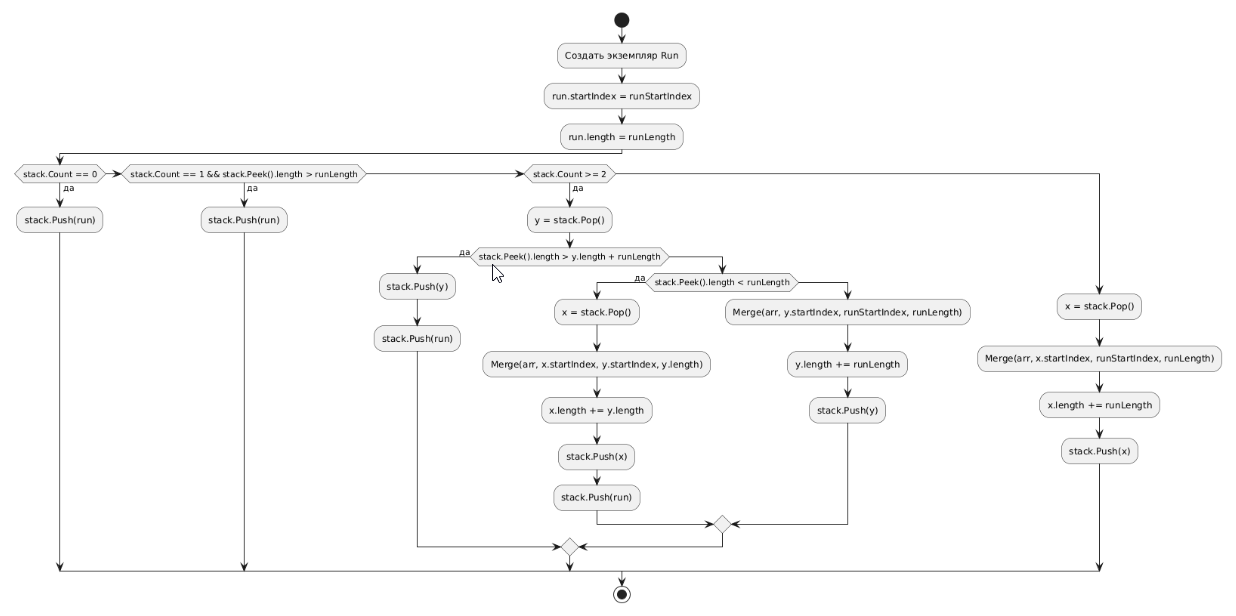 Создать экземпляр Run
run.startIndex = runStartIndex
run.length = runLength
stack.Count == 0
да
stack.Push(run)
stack.Count == 1 && stack.Peek().length > runLength
да
stack.Push(run)
stack.Count >= 2
да
y = stack.Pop()
stack.Peek().length > y.length + runLength
да
stack.Push(y)
stack.Push(run)
stack.Peek().length < runLength
да
x = stack.Pop()
Merge(arr, x.startIndex, y.startIndex, y.length)
x.length += y.length
stack.Push(x)
stack.Push(run)
Merge(arr, y.startIndex, runStartIndex, runLength)
y.length += runLength
stack.Push(y)
x = stack.Pop()
Merge(arr, x.startIndex, runStartIndex, runLength)
x.length += runLength
stack.Push(x)